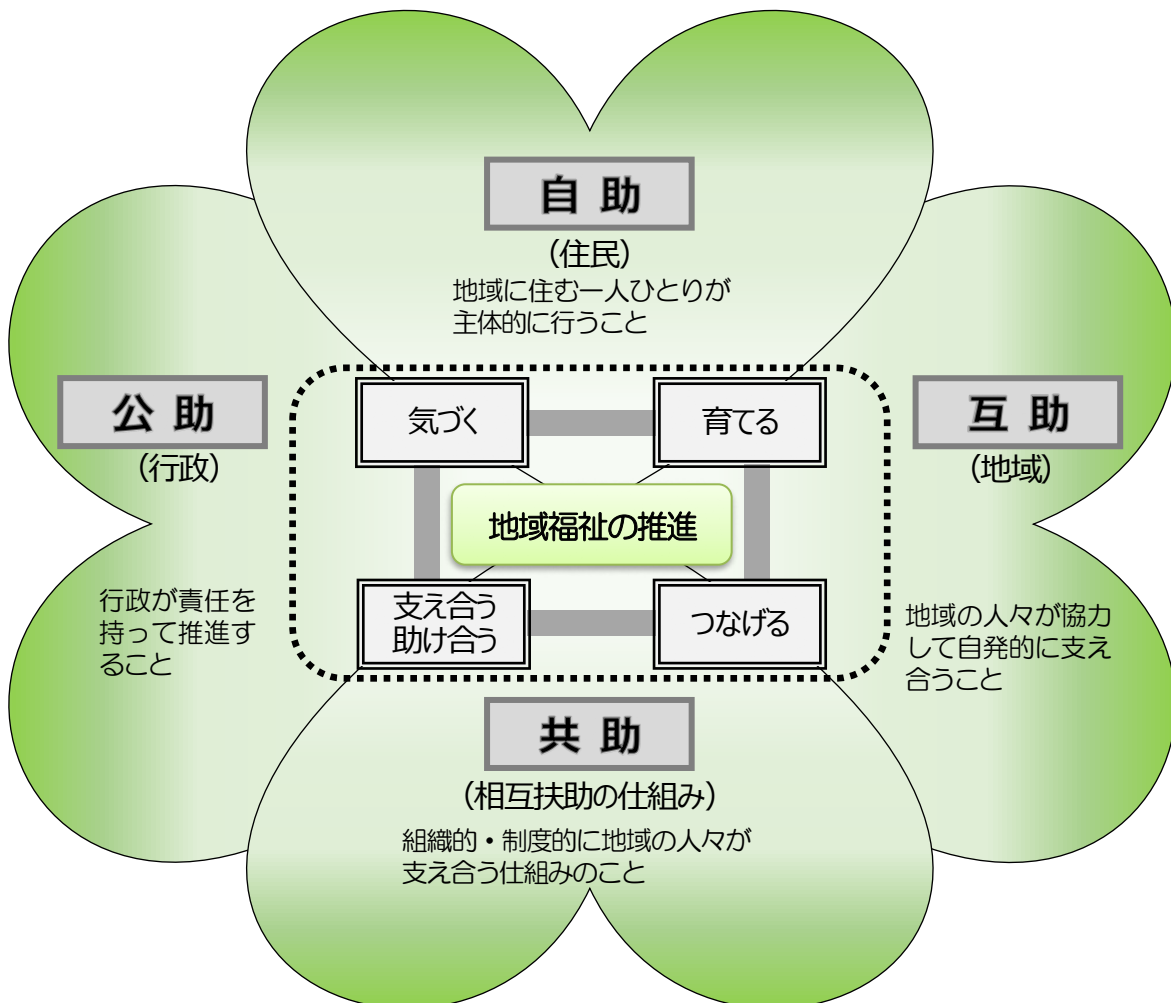 自 助
(住民)
地域に住む一人ひとりが
主体的に行うこと
公 助
(行政)
行政が責任を
持って推進す
ること
気づく
育てる
地域福祉の推進
支え合う
助け合う
つなげる
互 助
(地域)
地域の人々が協力
して自発的に支え
合うこと
共 助
(相互扶助の仕組み)
組織的・制度的に地域の人々が
支え合う仕組みのこと